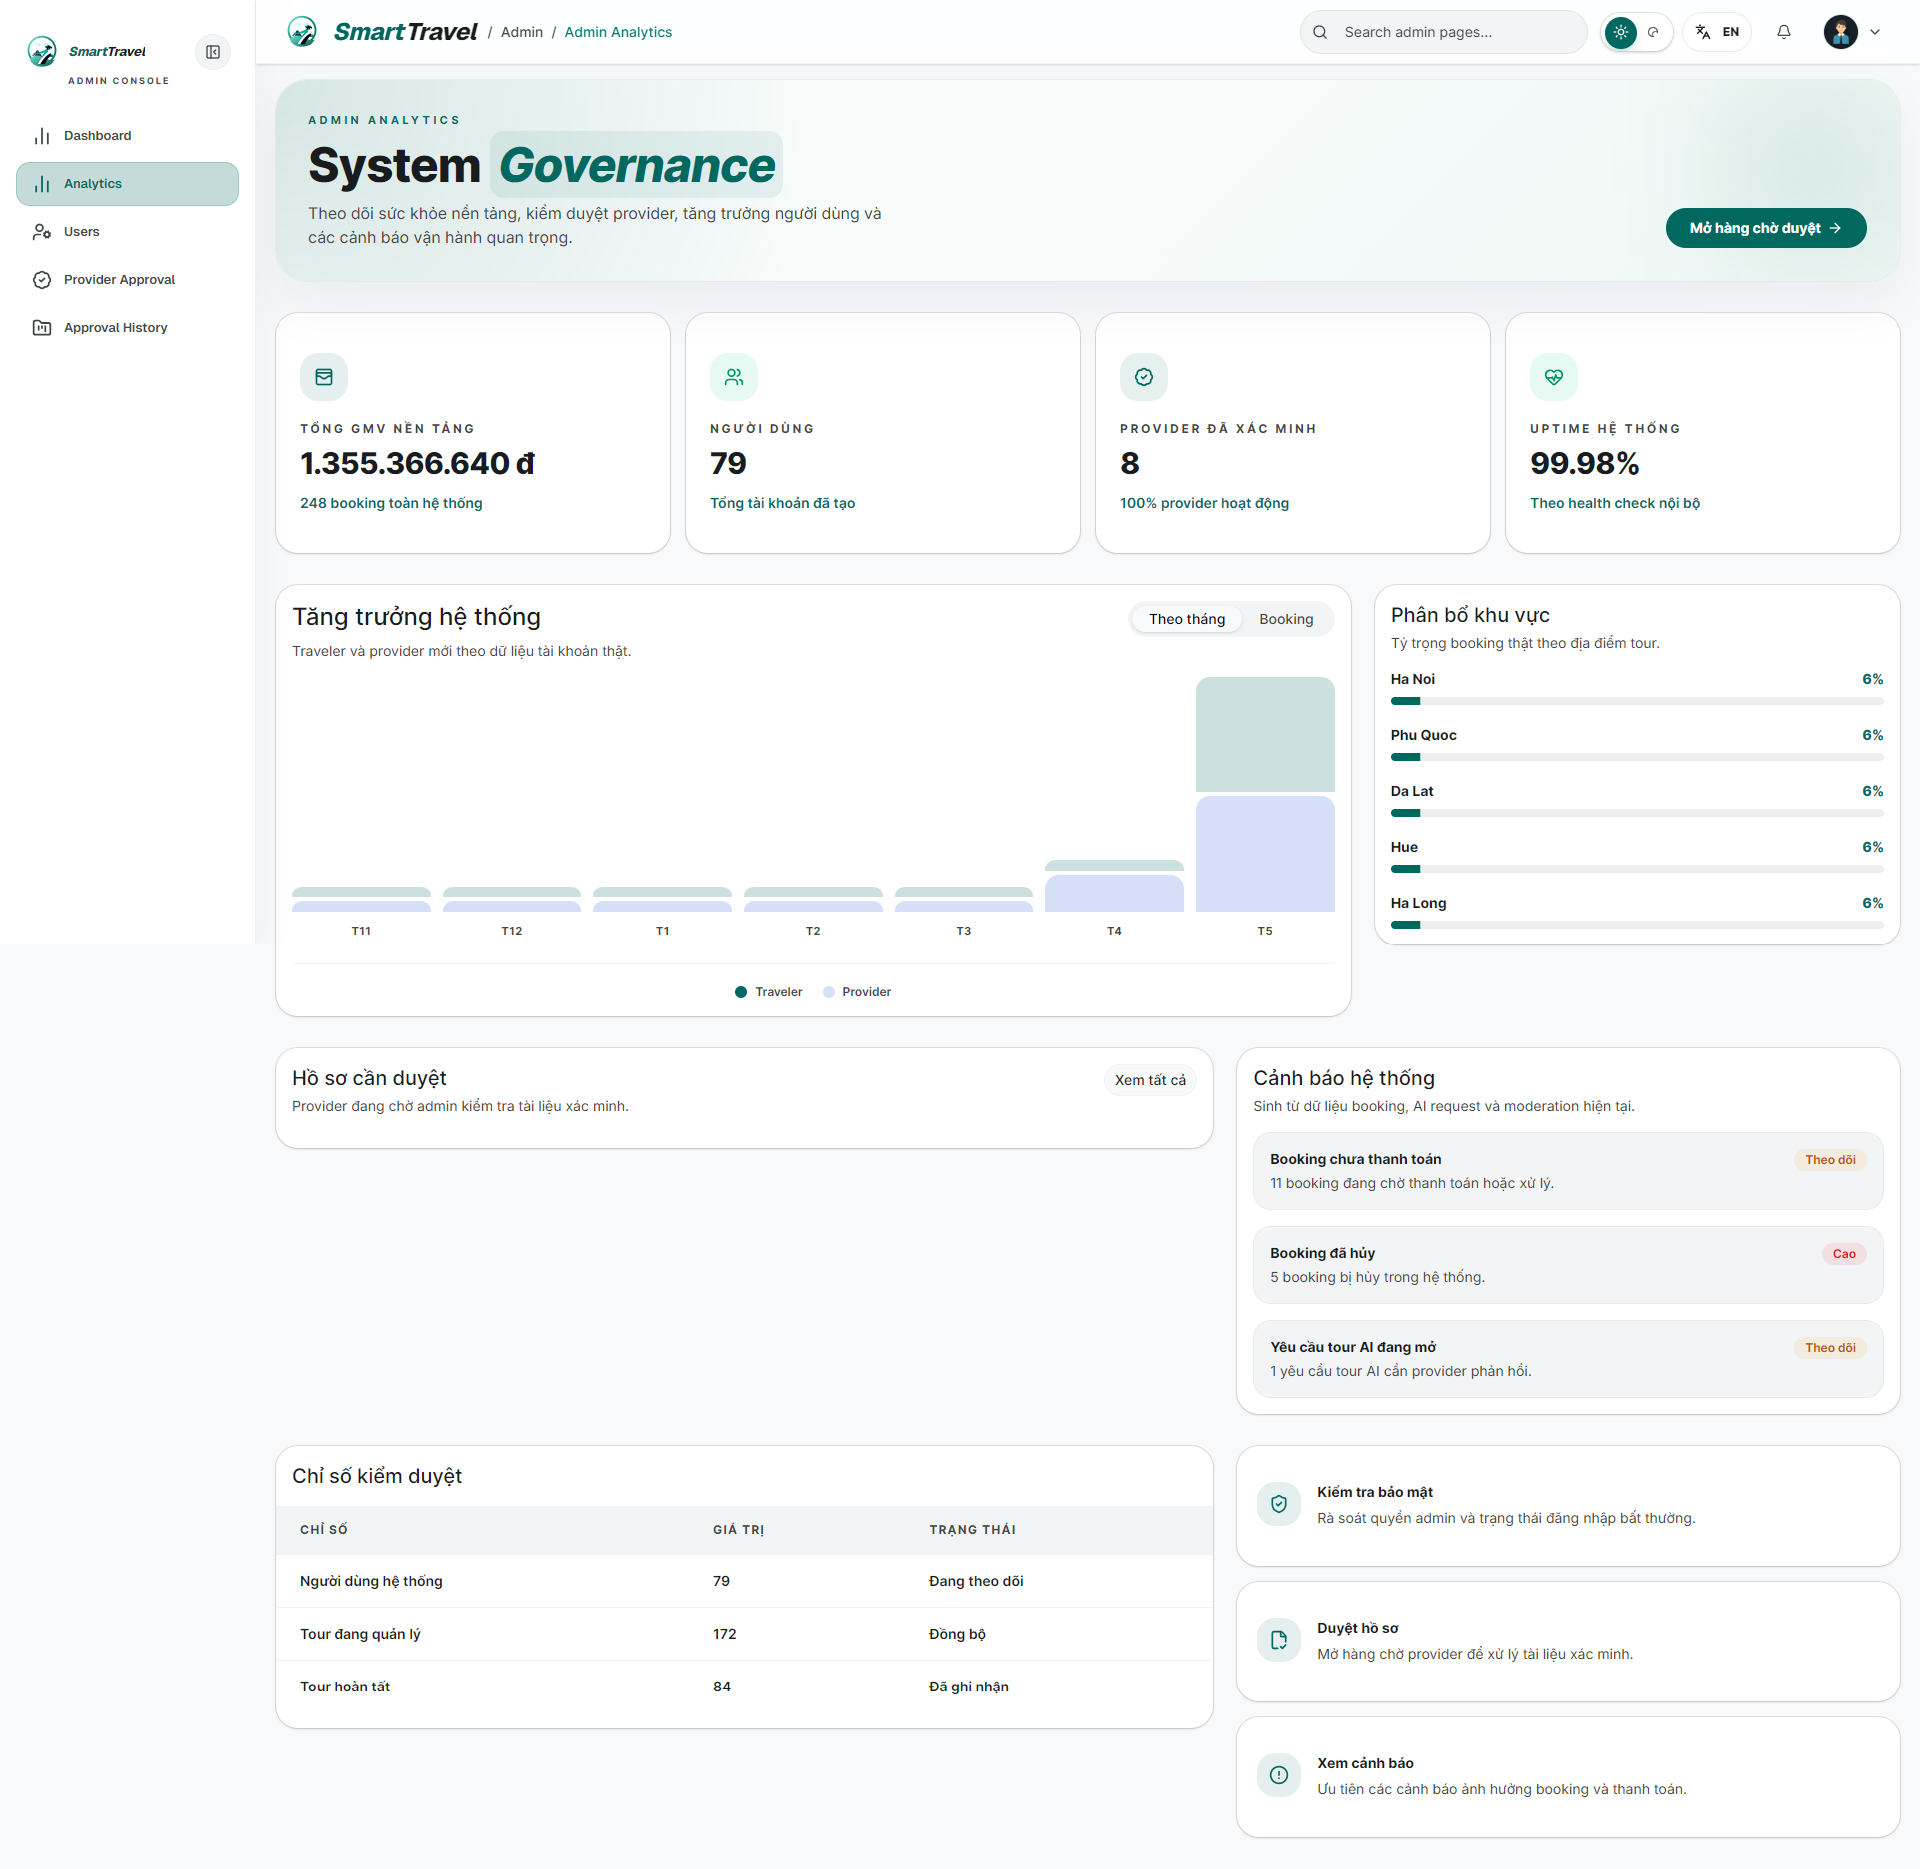 SmartTravel
ADMIN CONSOLE
Dashboard
Analytics
Users
Provider Approval
Approval History
SmartTravel / Admin / Admin Analytics
Search admin pages...
EN
ADMIN ANALYTICS
System Governance
Theo dõi sức khỏe nền tảng, kiểm duyệt provider, tăng trưởng người dùng và
các cảnh báo vận hành quan trọng.
Mở hàng chờ duyệt
TỔNG GMV NỀN TẢNG
1.355.366.640 đ
248 booking toàn hệ thống
NGƯỜI DÙNG
79
Tổng tài khoản đã tạo
PROVIDER ĐÃ XÁC MINH
8
100% provider hoạt động
UPTIME HỆ THỐNG
99.98%
Theo health check nội bộ
Tăng trưởng hệ thống
Traveler và provider mới theo dữ liệu tài khoản thật.
Theo tháng
Booking
T11
T12
T1
T2
T3
T4
T5
Traveler
Provider
Phân bổ khu vực
Tỷ trọng booking thật theo địa điểm tour.
Ha Noi 6%
Phu Quoc 6%
Da Lat 6%
Hue 6%
Ha Long 6%
Hồ sơ cần duyệt
Provider đang chờ admin kiểm tra tài liệu xác minh.
Xem tất cả
Cảnh báo hệ thống
Sinh từ dữ liệu booking, AI request và moderation hiện tại.
Booking chưa thanh toán
Theo dõi
11 booking đang chờ thanh toán hoặc xử lý.
Booking đã hủy
Cao
5 booking bị hủy trong hệ thống.
Yêu cầu tour AI đang mở
Theo dõi
1 yêu cầu tour AI cần provider phản hồi.
Chỉ số kiểm duyệt
CHỈ SỐ GIÁ TRỊ TRẠNG THÁI
Người dùng hệ thống 79 Đang theo dõi
Tour đang quản lý 172 Đồng bộ
Tour hoàn tất 84 Đã ghi nhận
Kiểm tra bảo mật
Rà soát quyền admin và trạng thái đăng nhập bất thường.
Duyệt hồ sơ
Mở hàng chờ provider để xử lý tài liệu xác minh.
Xem cảnh báo
Ưu tiên các cảnh báo ảnh hưởng booking và thanh toán.